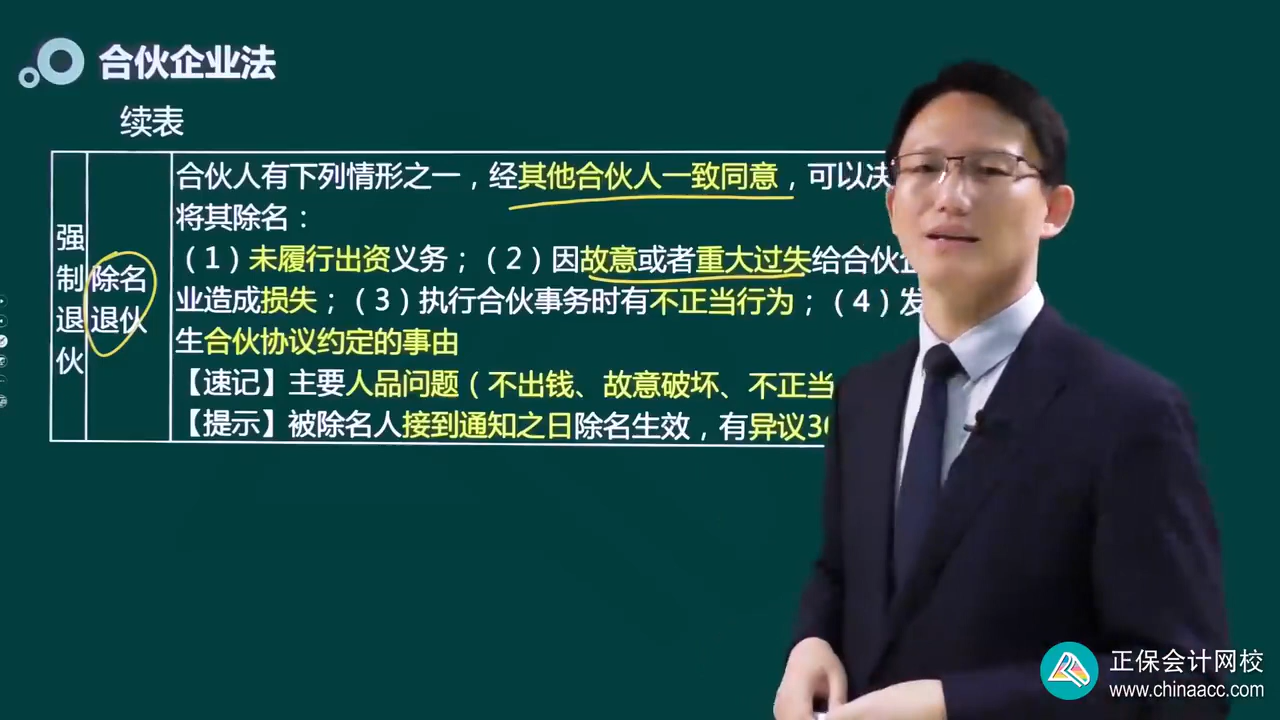 合伙企业法
续表
强制退伙
除名退伙
合伙人有下列情形之一，经其他合伙人一致同意，可以决
将其除名：
（1）未履行出资义务；（2）因故意或者重大过失给合伙企
业造成损失；（3）执行合伙事务时有不正当行为；（4）发
生合伙协议约定的事由
【速记】主要人品问题（不出钱、故意破坏、不正当
【提示】被除名人接到通知之日除名生效，有异议30
正保会计网校
www.chinaacc.com